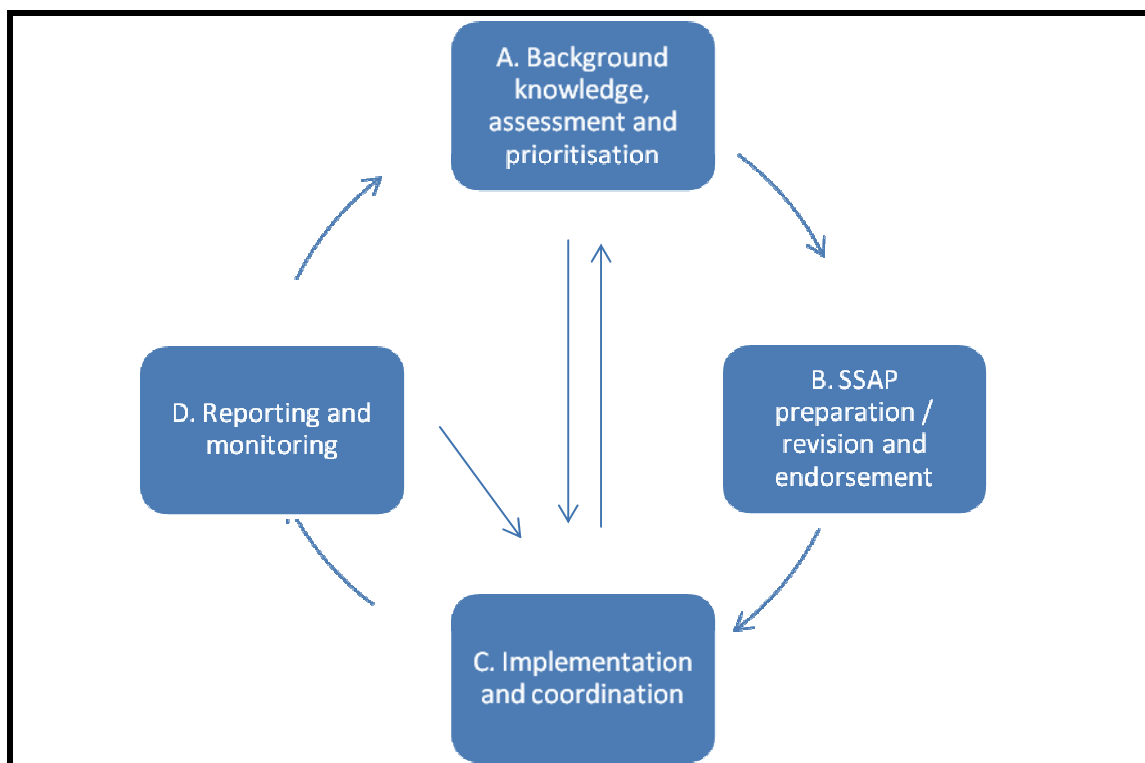 A. Background
knowledge,
assessment and
prioritisation
D. Reporting and
monitoring
B. SSAP
preparation /
revision and
endorsement
C. Implementation
and coordination